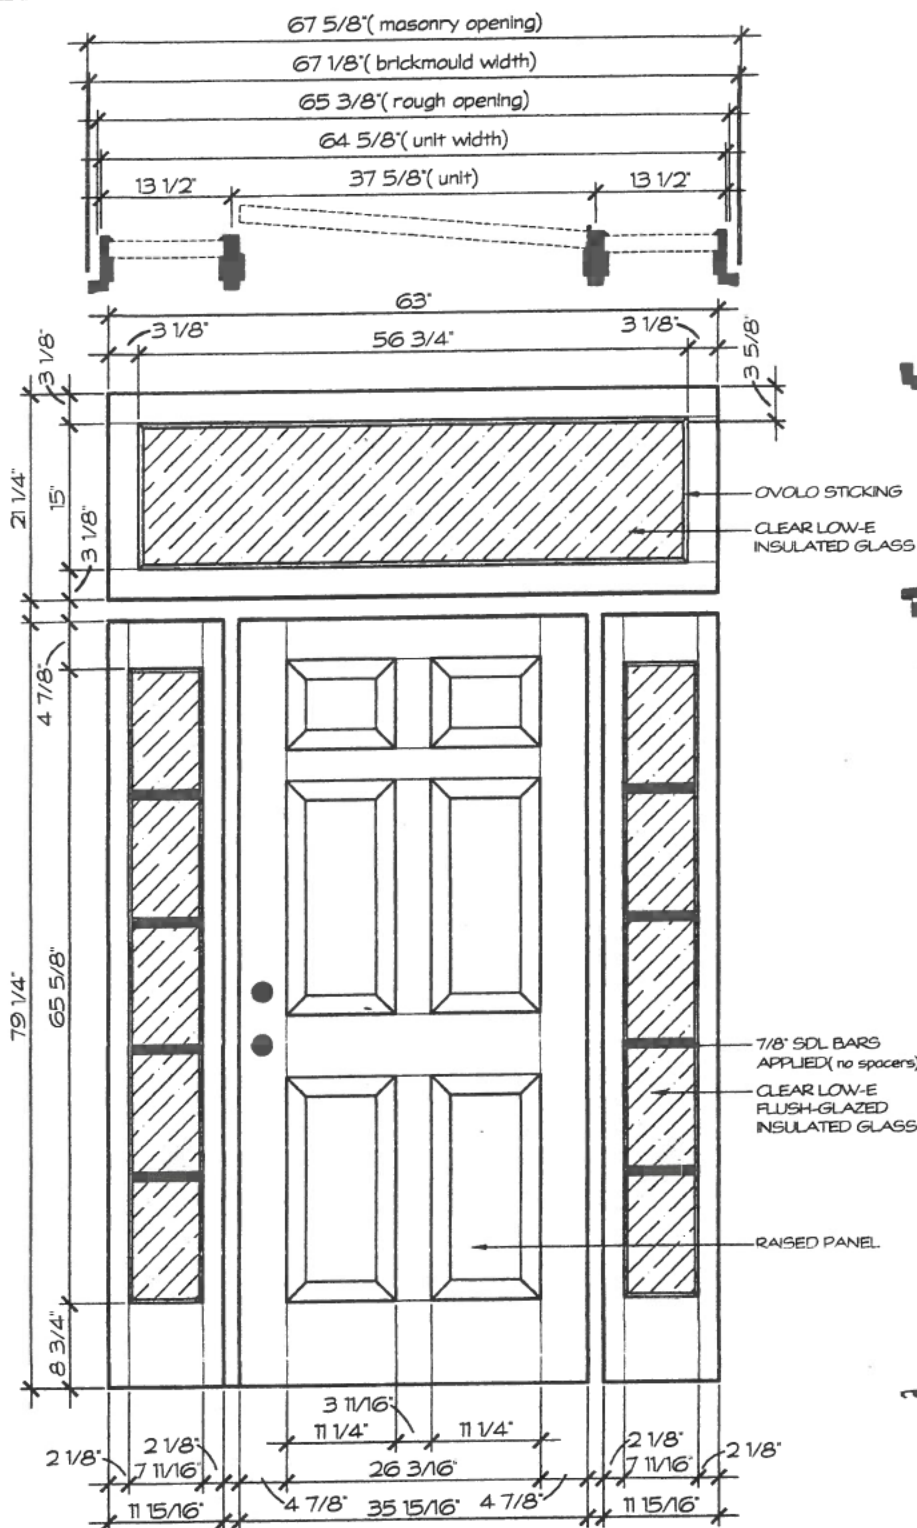 67 5/8"( masonry opening)
67 1/8"( brickmould width)
65 3/8"( rough opening)
64 5/8"( unit width)
13 1/2"
37 5/8"( unit)
13 1/2"
63"
3 1/8"
56 3/4"
3 1/8"
3 1/8"
3 5/8"
21 1/4"
15"
3 1/8"
OVOLO STICKING
CLEAR LOW-E
INSULATED GLASS
4 7/8"
79 1/4"
65 5/8"
7/8" SDL BARS
APPLIED( no spacers)
CLEAR LOW-E
FLUSH-GLAZED
INSULATED GLASS
RAISED PANEL
8 3/4"
3 11/16"
11 1/4"
11 1/4"
2 1/8"
7 11/16"
2 1/8"
26 3/16"
2 1/8"
7 11/16"
2 1/8"
11 15/16"
4 7/8"
35 15/16"
4 7/8"
11 15/16"